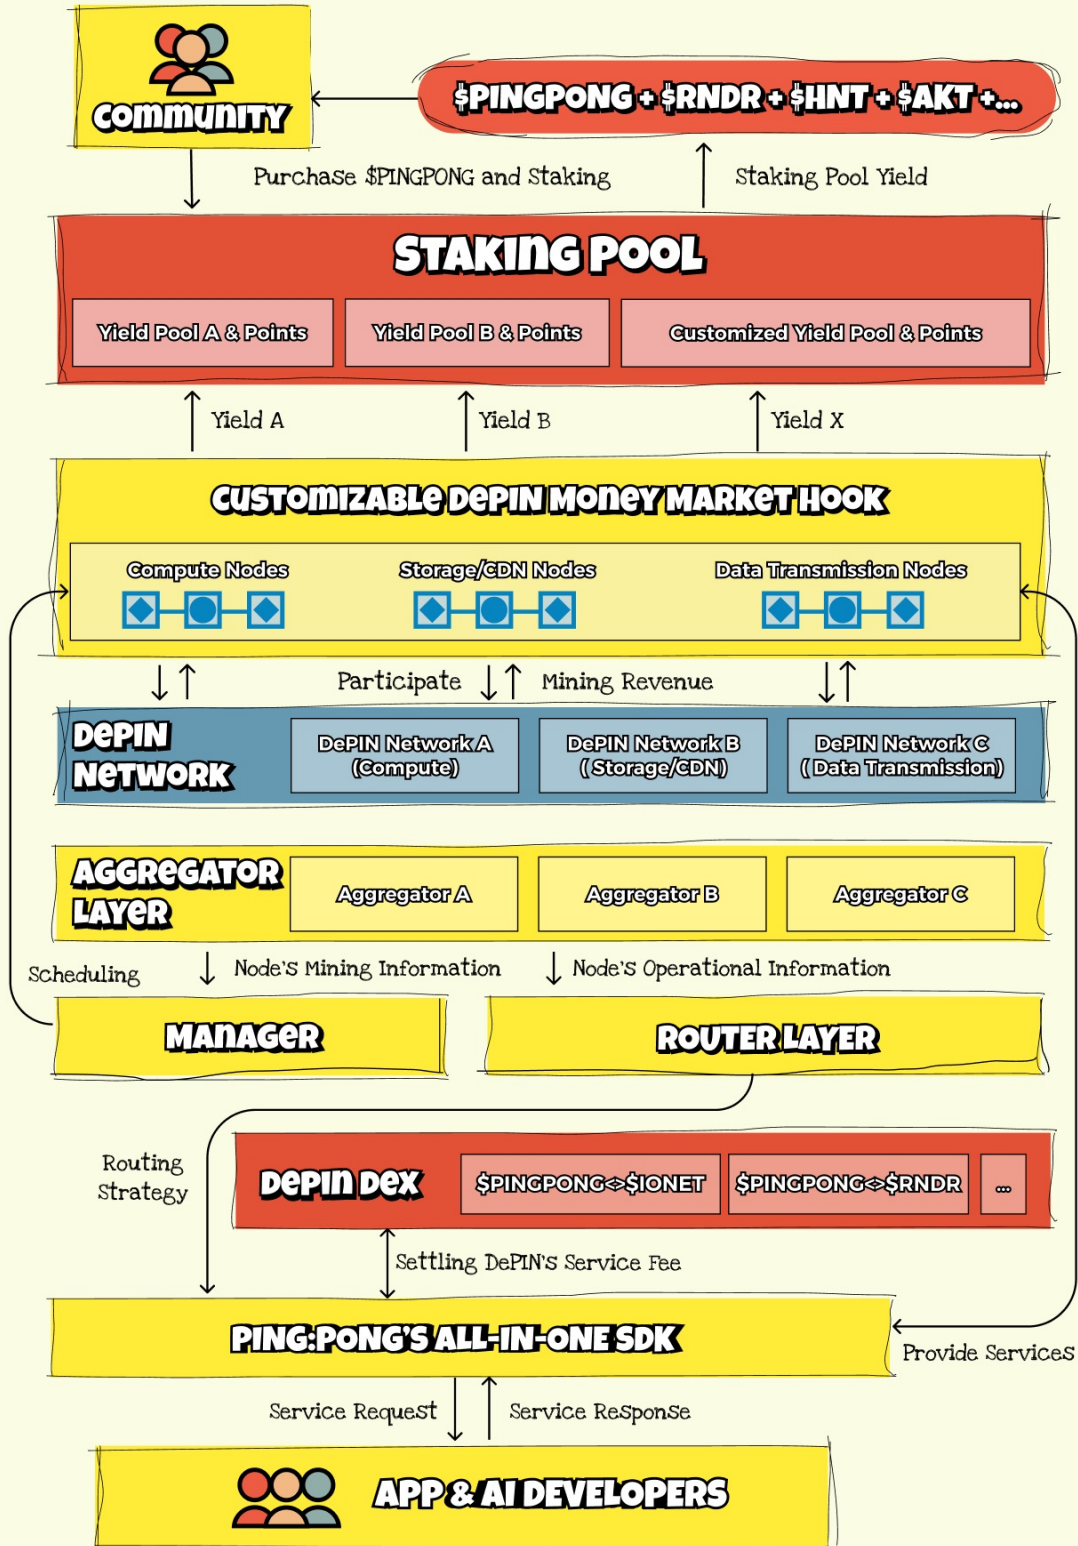 COMMUNITY
$PINGPONG + $RNDR + $HNT + $AKT +...
Purchase $PINGPONG and Staking
Staking Pool Yield
STAKING POOL
Yield Pool A & Points
Yield Pool B & Points
Customized Yield Pool & Points
Yield A
Yield B
Yield X
CUSTOMIZABLE DePIN MONEY MARKET HOOK
Compute Nodes
Storage/CDN Nodes
Data Transmission Nodes
Participate
Mining Revenue
DePIN
NETWORK
DePIN Network A
(Compute)
DePIN Network B
( Storage/CDN)
DePIN Network C
( Data Transmission)
AGGREGATOR
LAYER
Aggregator A
Aggregator B
Aggregator C
Scheduling
Node's Mining Information
Node's Operational Information
MANAGER
ROUTER LAYER
Routing
Strategy
DePIN DEX
$PINGPONG<>$IONET
$PINGPONG<>$RNDR
...
Settling DePIN's Service Fee
PING:PONG'S ALL-IN-ONE SDK
Provide Services
Service Request
Service Response
APP & AI DEVELOPERS